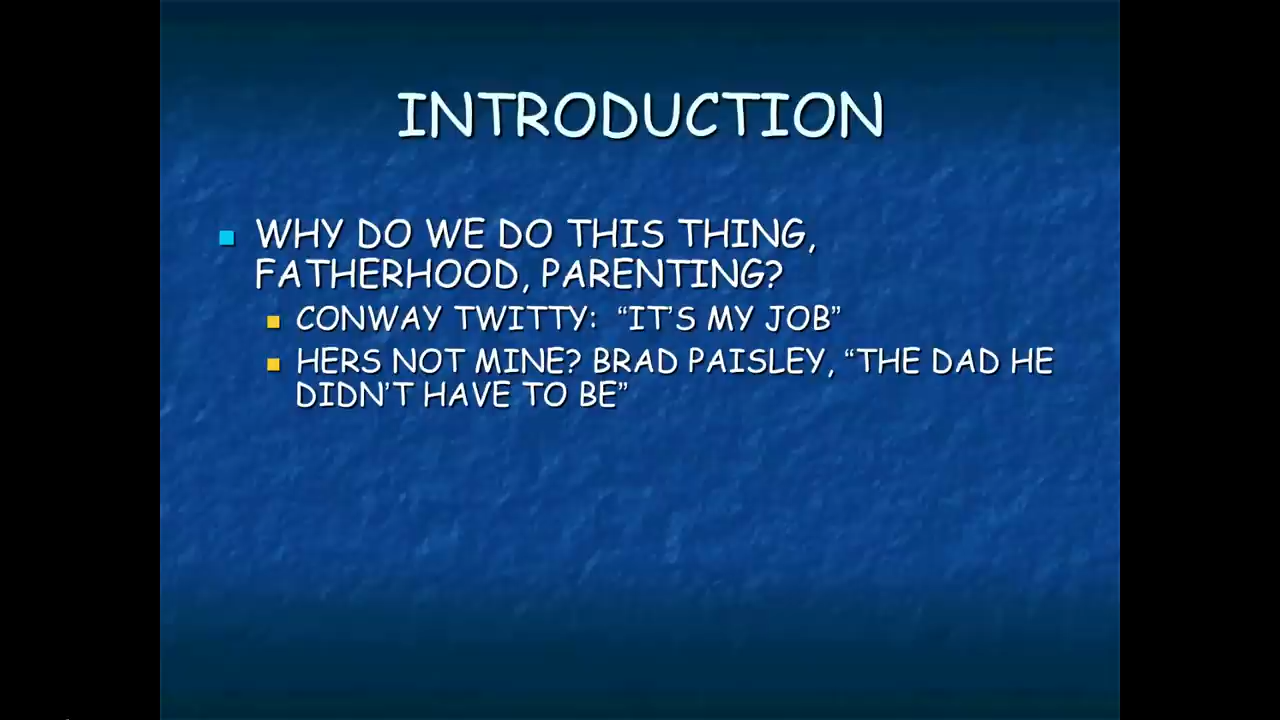 INTRODUCTION
WHY DO WE DO THIS THING,
FATHERHOOD, PARENTING?
CONWAY TWITTY:  “IT’S MY JOB”
HERS NOT MINE? BRAD PAISLEY, “THE DAD HE
DIDN’T HAVE TO BE”